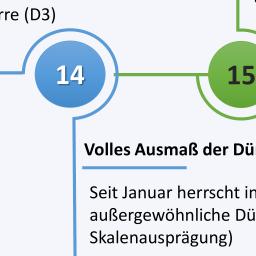 rre (D3)
14
15
Volles Ausmaß der Dü
Seit Januar herrscht in
außergewöhnliche Dü
Skalenausprägung)